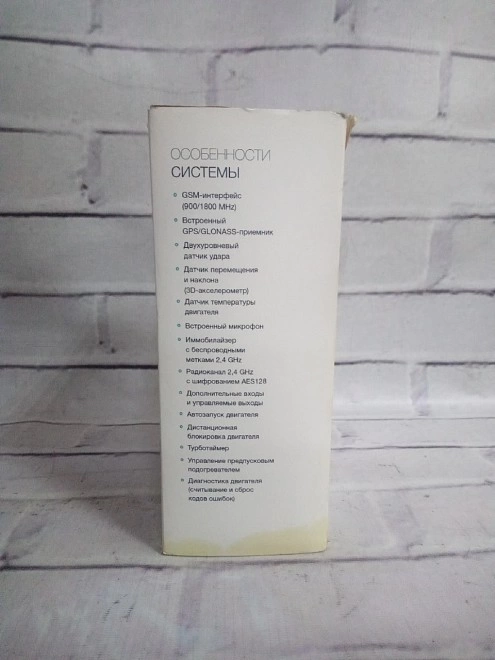 ОСОБЕННОСТИ
СИСТЕМЫ
GSM-интерфейс
(900/1800 MHz)
Встроенный
GPS/GLONASS-приемник
Двухуровневый
датчик удара
Датчик перемещения
и наклона
(3D-акселерометр)
Датчик температуры
двигателя
Встроенный микрофон
Иммобилайзер
с беспроводными
метками 2,4 GHz
Радиоканал 2,4 GHz
с шифрованием AES128
Дополнительные входы
и управляемые выходы
Автозапуск двигателя
Дистанционная
блокировка двигателя
Турботаймер
Управление предпусковым
подогревателем
Диагностика двигателя
(считывание и сброс
кодов ошибок)